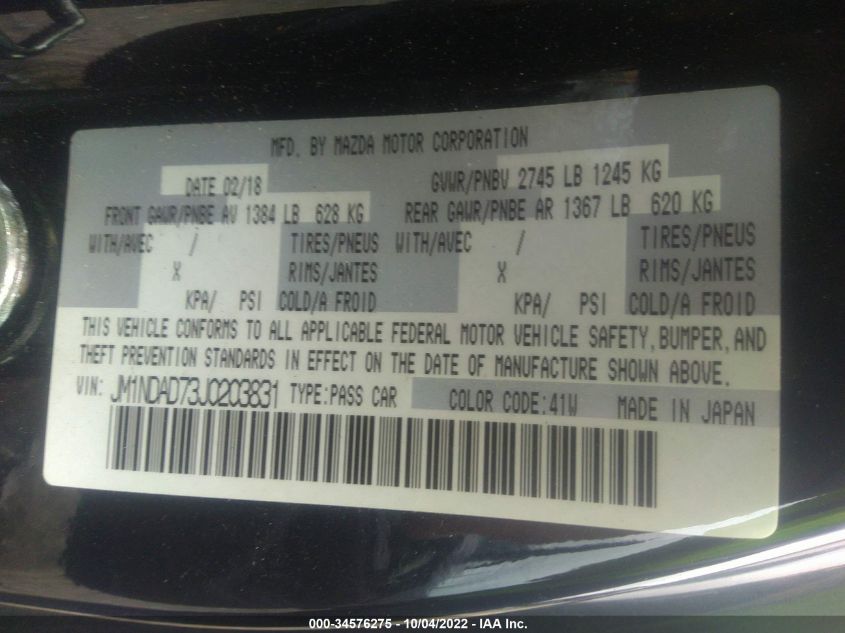 MFD. BY MAZDA MOTOR CORPORATION
DATE 02/18 GVWR/PNBV 2745 LB 1245 KG
FRONT GAWR/PNBE AV 1384 LB 628 KG REAR GAWR/PNBE AR 1367 LB 620 KG
WITH/AVEC / TIRES/PNEUS WITH/AVEC / TIRES/PNEUS
X RIMS/JANTES X RIMS/JANTES
KPA/ PSI COLD/A FROID KPA/ PSI COLD/A FROID
THIS VEHICLE CONFORMS TO ALL APPLICABLE FEDERAL MOTOR VEHICLE SAFETY, BUMPER, AND
THEFT PREVENTION STANDARDS IN EFFECT ON THE DATE OF MANUFACTURE SHOWN ABOVE.
VIN: JM1NDAD73J0203831 TYPE:PASS CAR COLOR CODE:41W MADE IN JAPAN
000-34576275 - 10/04/2022 - IAA Inc.